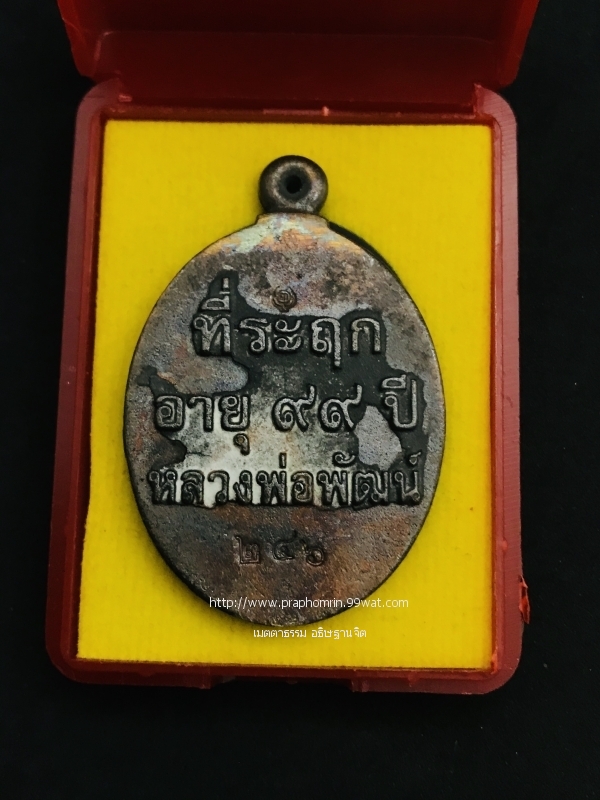 ที่ระฤก
อายุ ๙๙ ปี
หลวงพ่อพัฒน์
๒๔๖
http://www.praphomrin.99wat.com
เมตตาธรรม อธิษฐานจิต